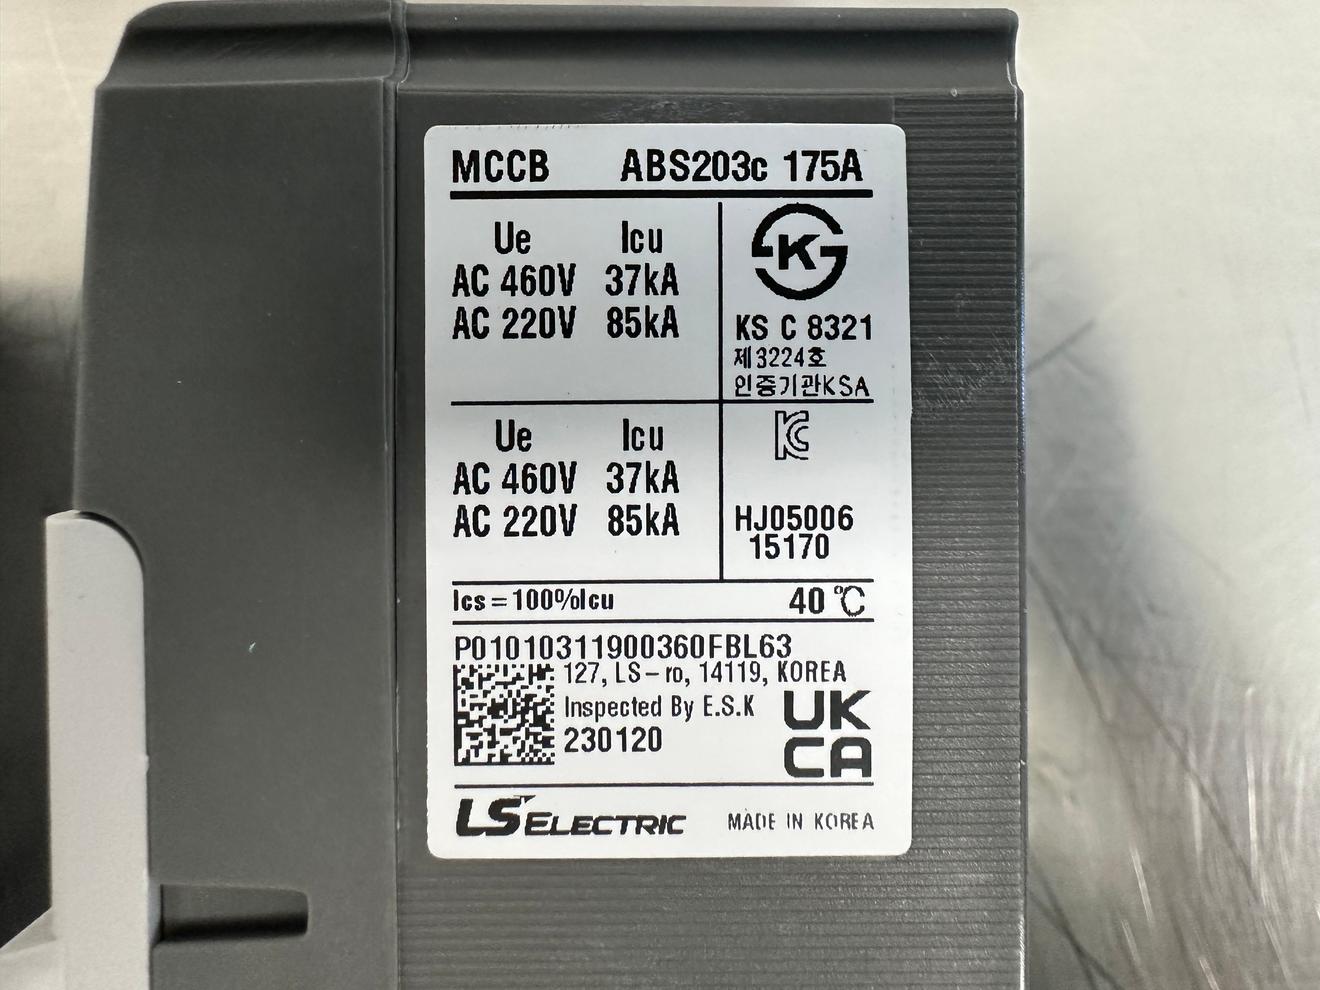 MCCB ABS203c 175A
Ue Icu
AC 460V 37kA
AC 220V 85kA
K
KS C 8321
제3224호
인증기관KSA
Ue Icu
AC 460V 37kA
AC 220V 85kA
KC
HJ05006
15170
Ics=100%Icu 40℃
P01010311900360FBL63
127, LS-ro, 14119, KOREA
Inspected By E.S.K
230120
UK
CA
LS ELECTRIC MADE IN KOREA